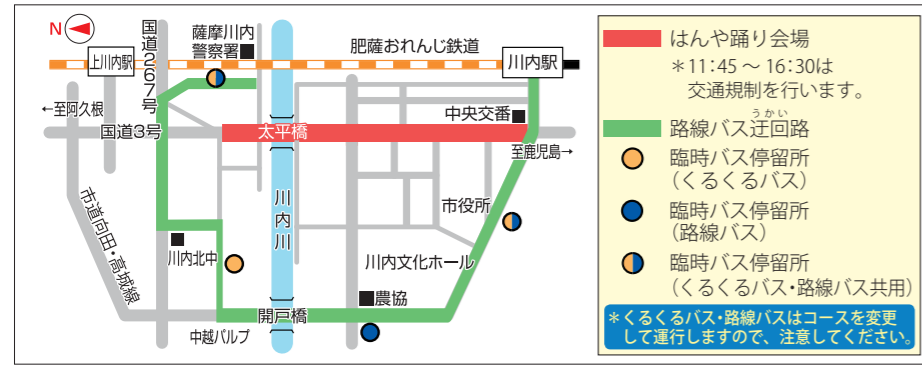 N
国道267号
薩摩川内
警察署
上川内駅
肥薩おれんじ鉄道
川内駅
←至阿久根
国道3号
太平橋
中央交番
至鹿児島→
市道向田・高城線
川内川
市役所
川内北中
川内文化ホール
農協
開戸橋
中越パルプ
はんや踊り会場
＊11:45 ～ 16:30は
交通規制を行います。
うかい
路線バス迂回路
臨時バス停留所
(くるくるバス)
臨時バス停留所
(路線バス)
臨時バス停留所
(くるくるバス・路線バス共用)
＊くるくるバス・路線バスはコースを変更
して運行しますので、注意してください。